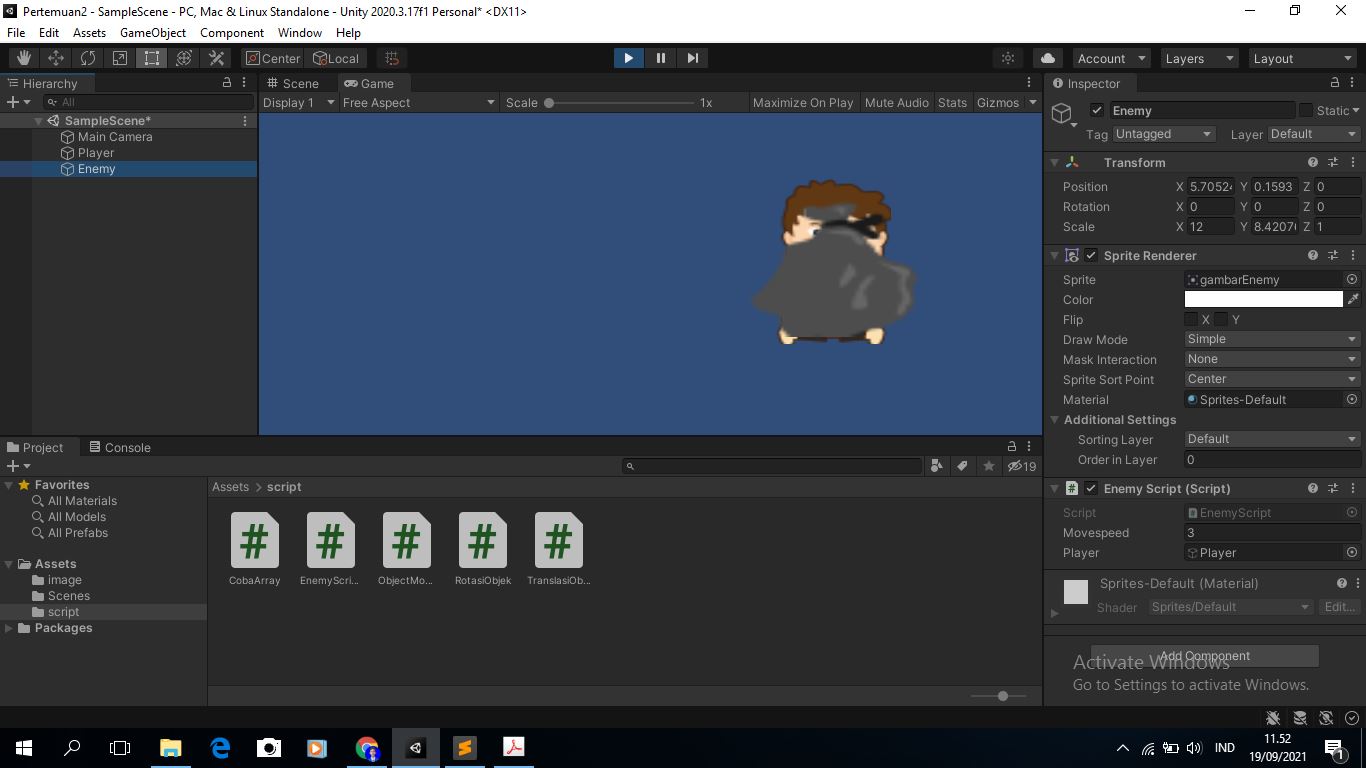 Pertemuan2 - SampleScene - PC, Mac & Linux Standalone - Unity 2020.3.17f1 Personal* <DX11>
File Edit Assets GameObject Component Window Help
Center Local Account Layers Layout
Hierarchy
All
SampleScene*
Main Camera
Player
Enemy
Scene Game
Display 1 Free Aspect Scale 1x Maximize On Play Mute Audio Stats Gizmos
Inspector
Enemy Static
Tag Untagged Layer Default
Transform
Position X 5.7052 Y 0.1593 Z 0
Rotation X 0 Y 0 Z 0
Scale X 12 Y 8.4207 Z 1
Sprite Renderer
Sprite gambarEnemy
Color
Flip X Y
Draw Mode Simple
Mask Interaction None
Sprite Sort Point Center
Material Sprites-Default
Additional Settings
Sorting Layer Default
Order in Layer 0
Enemy Script (Script)
Script EnemyScript
Movespeed 3
Player Player
Sprites-Default (Material)
Shader Sprites/Default Edit...
Add Component
Activate Windows
Go to Settings to activate Windows.
Project Console
19
Favorites
All Materials
All Models
All Prefabs
Assets
image
Scenes
script
Packages
Assets > script
CobaArray EnemyScri... ObjectMo... RotasiObjek TranslasiOb...
IND
11.52
19/09/2021
1